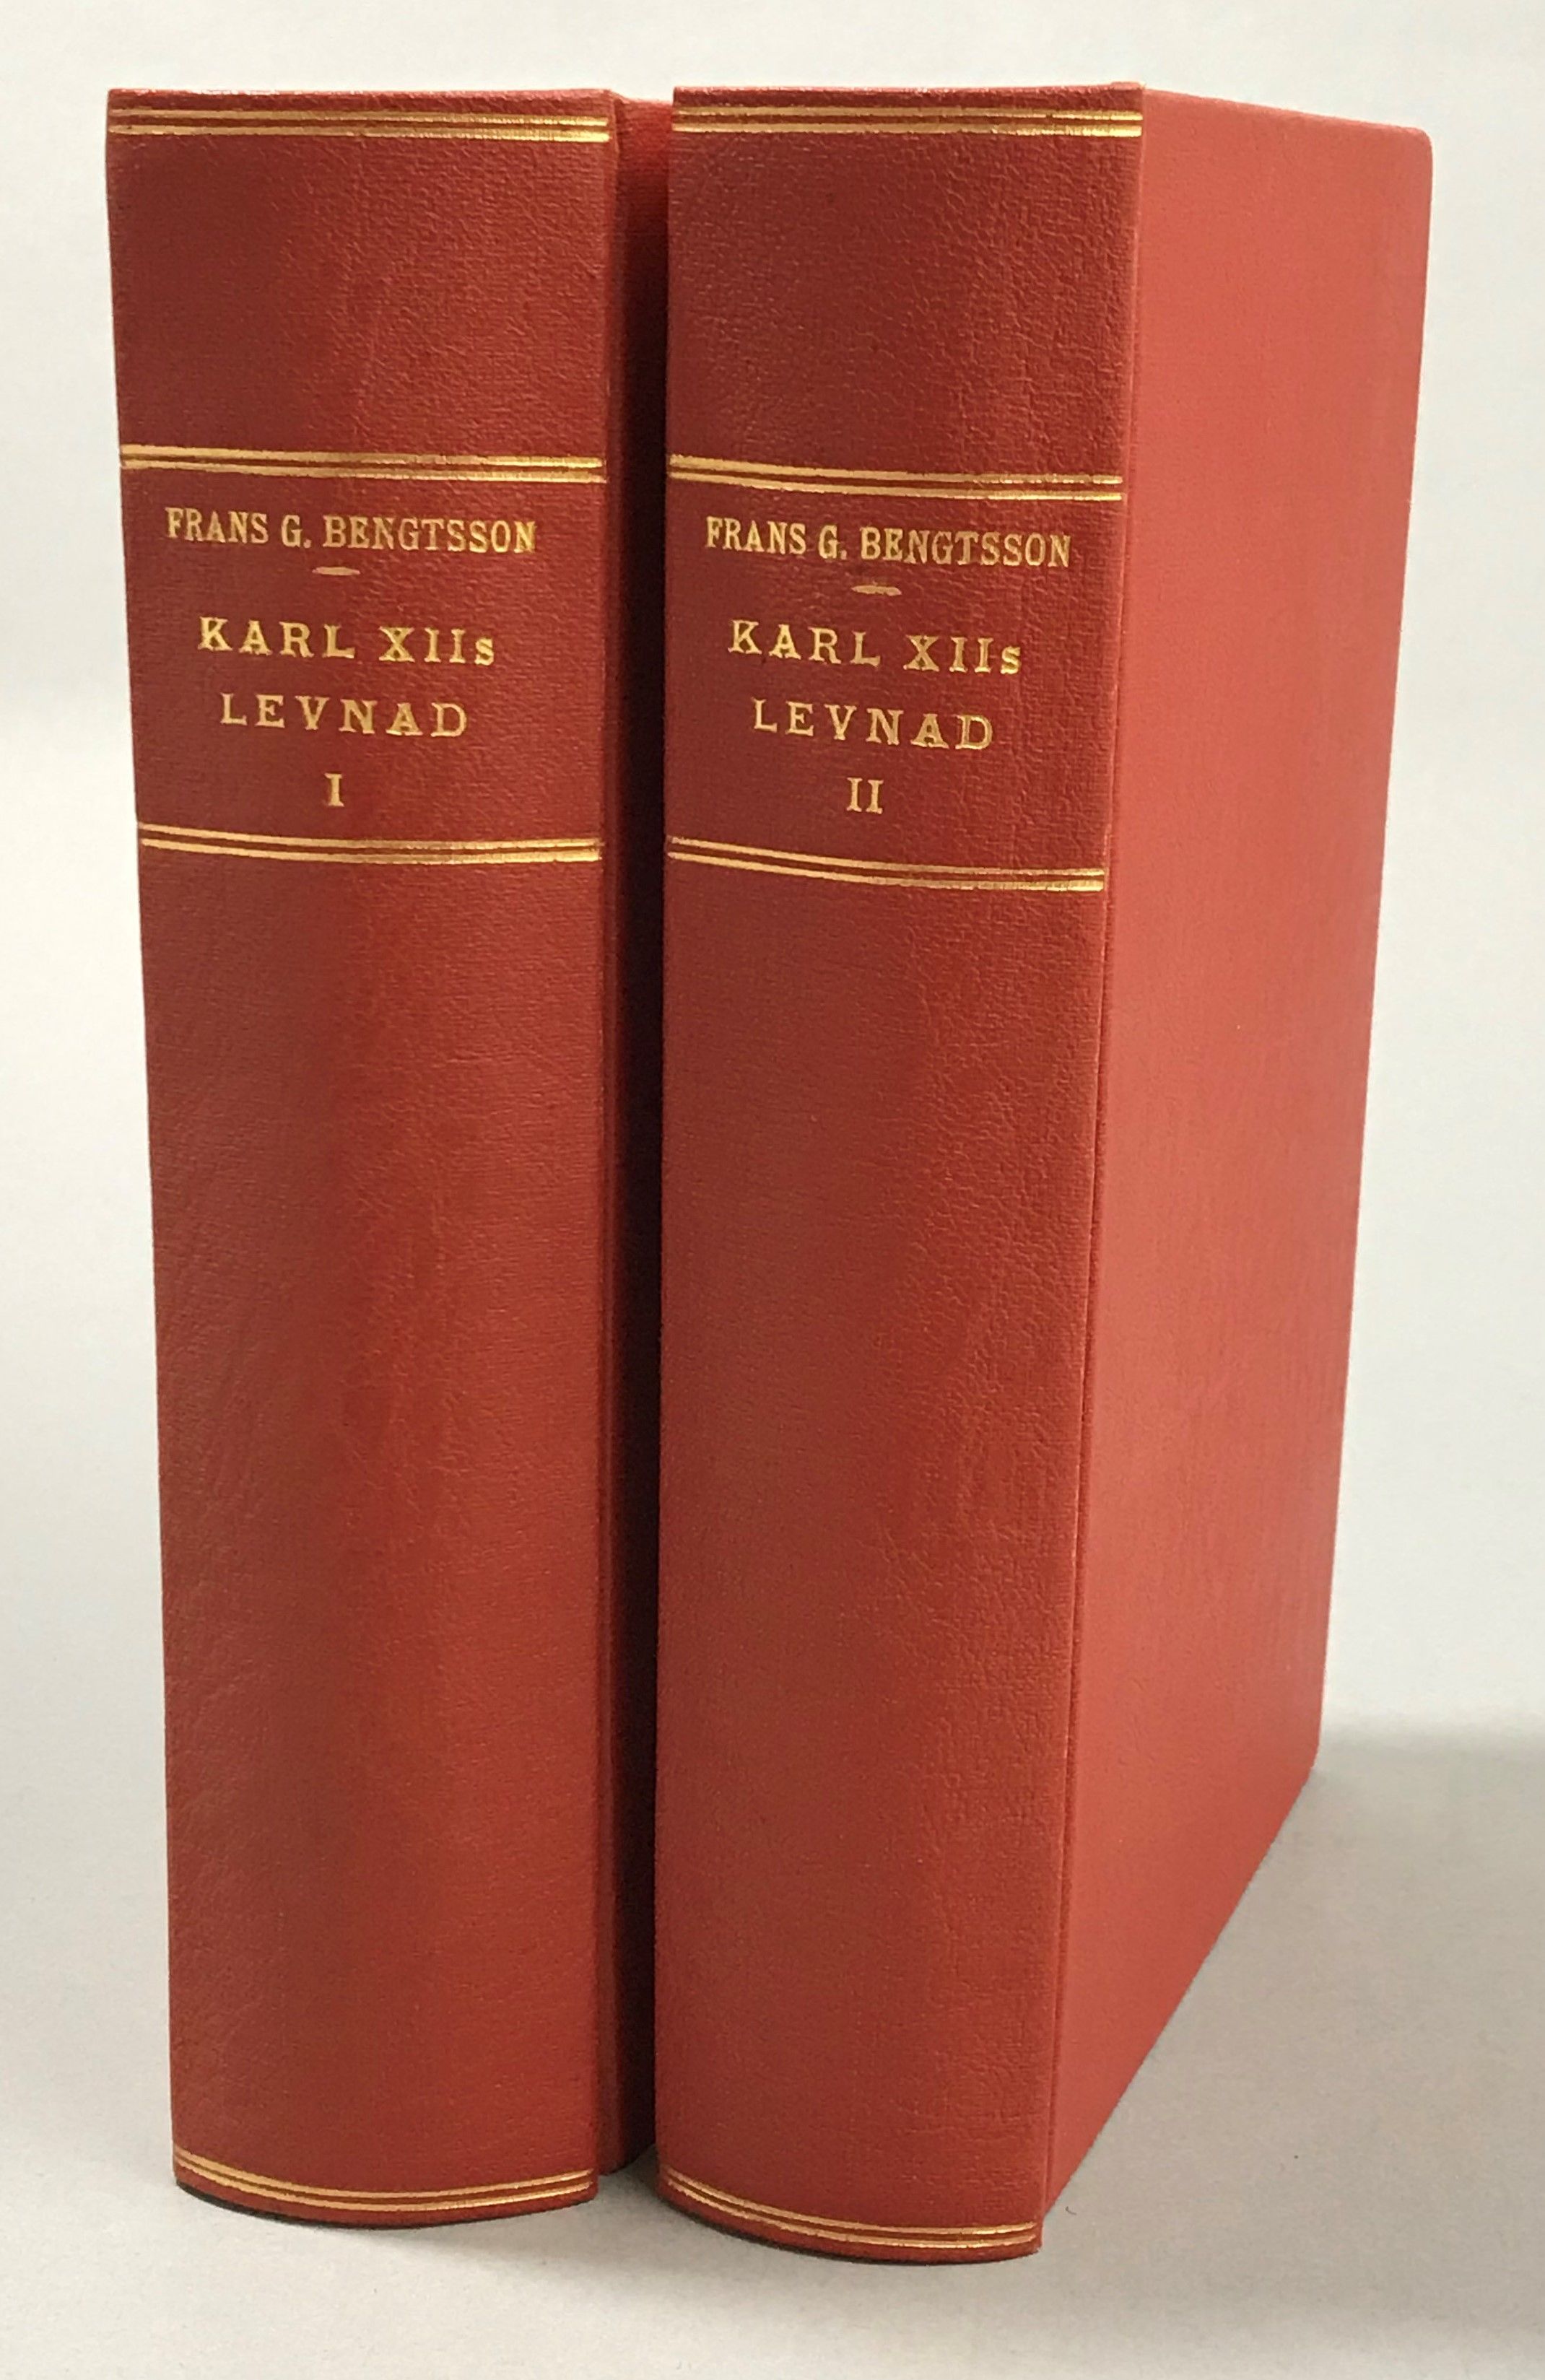 FRANS G. BENGTSSON
KARL XIIs
LEVNAD
I
FRANS G. BENGTSSON
KARL XIIs
LEVNAD
II